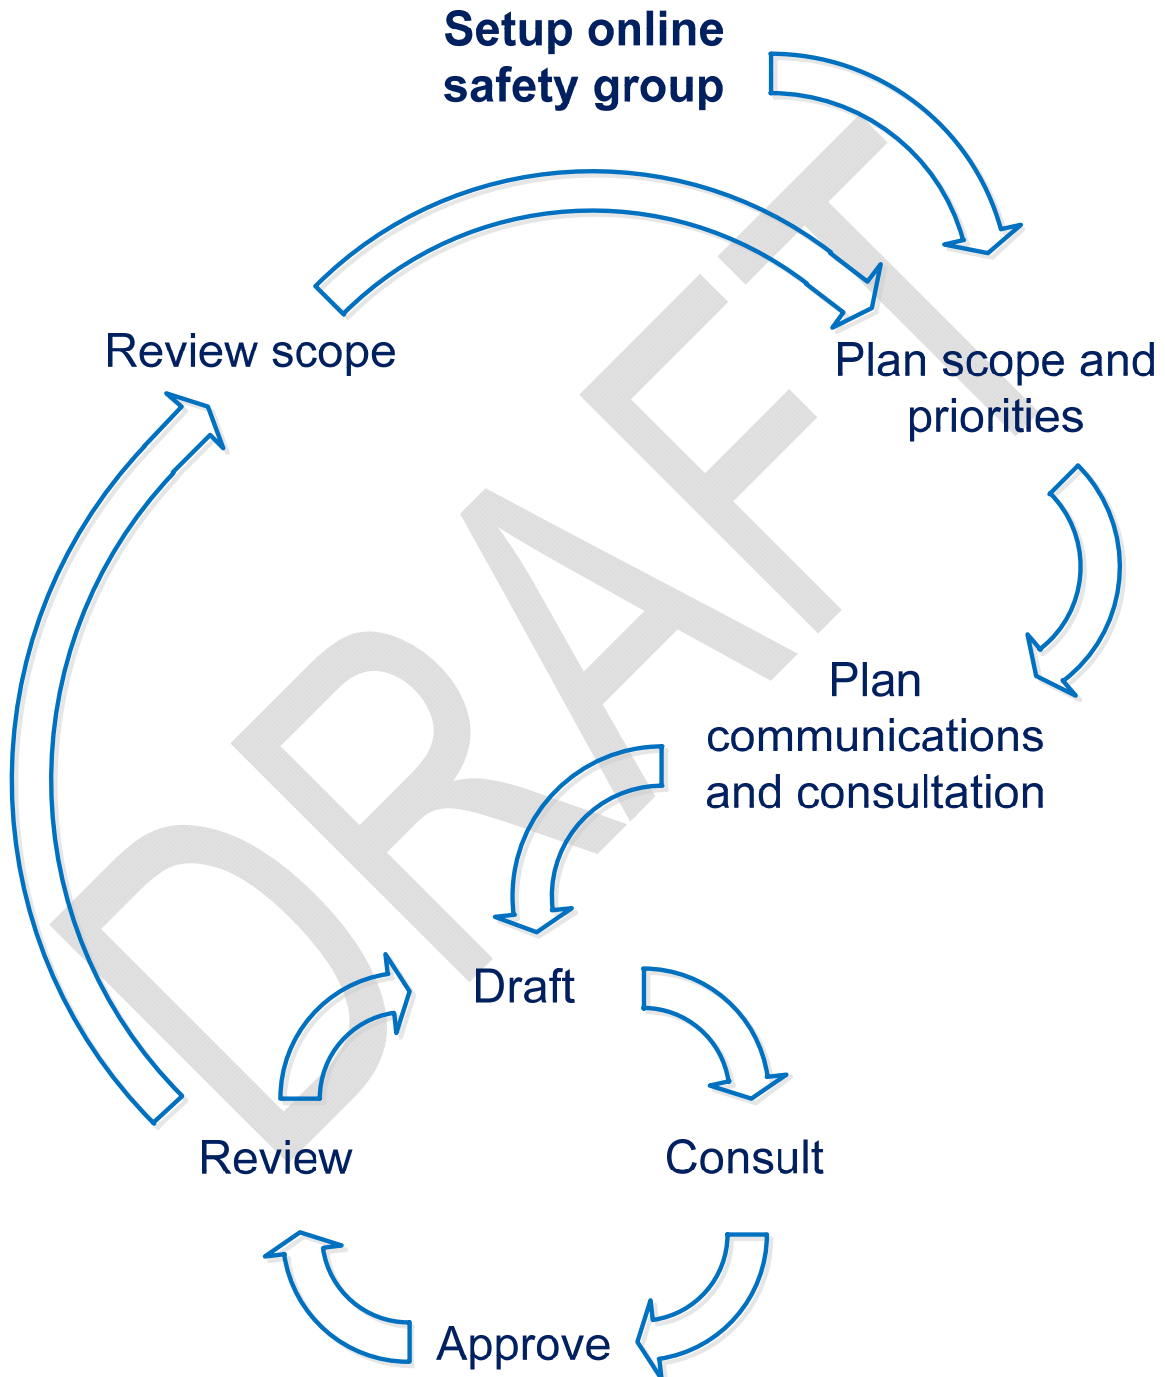 Setup online
safety group
Review scope
Plan scope and
priorities
Plan
communications
and consultation
Draft
Review
Consult
Approve
DRAFT